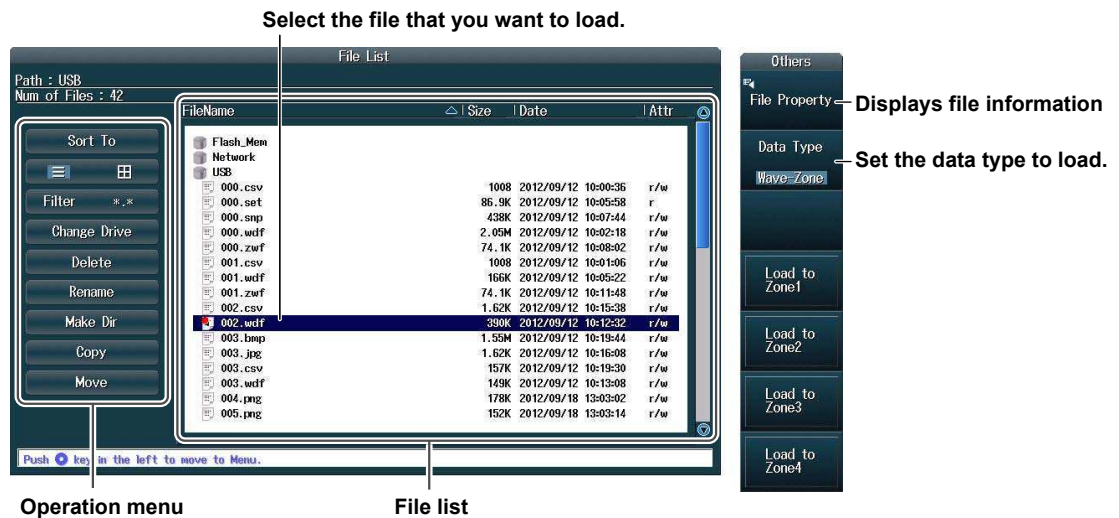 Select the file that you want to load.
File List
Path : USB
Num of Files : 42
FileName Size Date Attr
Sort To
Filter *.*
Change Drive
Delete
Rename
Make Dir
Copy
Move
Flash_Mem
Network
USB
000.csv 1008 2012/09/12 10:00:36 r/w
000.set 86.9K 2012/09/12 10:05:58 r
000.snp 438K 2012/09/12 10:07:44 r/w
000.wdf 2.05M 2012/09/12 10:02:18 r/w
000.zwf 74.1K 2012/09/12 10:08:02 r/w
001.csv 1008 2012/09/12 10:01:06 r/w
001.wdf 166K 2012/09/12 10:05:22 r/w
001.zwf 74.1K 2012/09/12 10:11:48 r/w
002.csv 1.62K 2012/09/12 10:15:38 r/w
002.wdf 390K 2012/09/12 10:12:32 r/w
003.bmp 1.55M 2012/09/12 10:19:44 r/w
003.jpg 1.62K 2012/09/12 10:16:08 r/w
003.csv 157K 2012/09/12 10:19:30 r/w
003.wdf 149K 2012/09/12 10:13:08 r/w
004.png 178K 2012/09/18 13:03:02 r/w
005.png 152K 2012/09/18 13:03:14 r/w
Push key in the left to move to Menu.
Operation menu
File list
Others
File Property
Displays file information
Data Type
Wave-Zone
Set the data type to load.
Load to
Zone1
Load to
Zone2
Load to
Zone3
Load to
Zone4